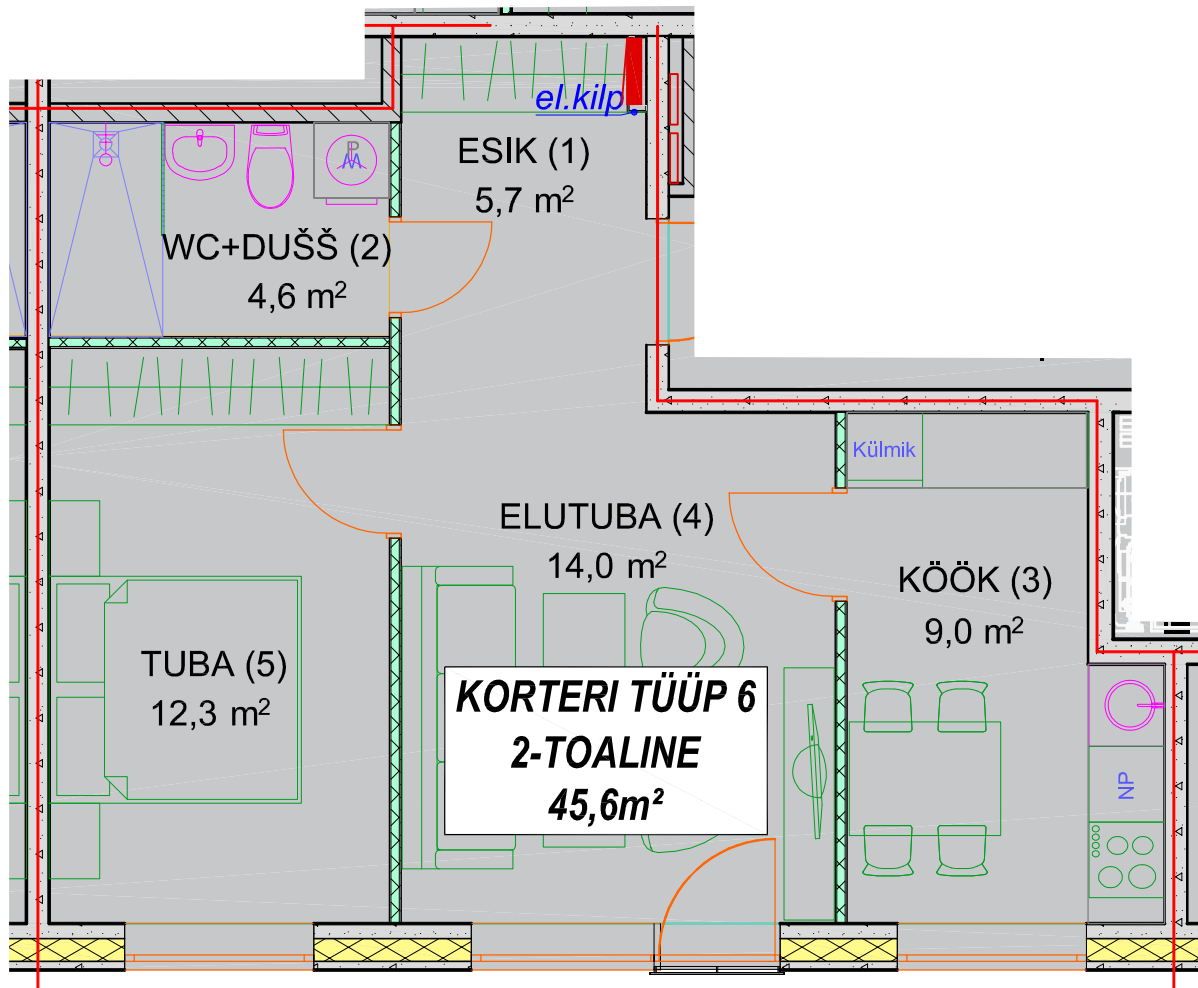 el.kilp
ESIK (1)
5,7 m²
WC+DUŠŠ (2)
4,6 m²
Külmik
ELUTUBA (4)
14,0 m²
KÖÖK (3)
9,0 m²
TUBA (5)
12,3 m²
KORTERI TÜÜP 6
2-TOALINE
45,6m²
NP